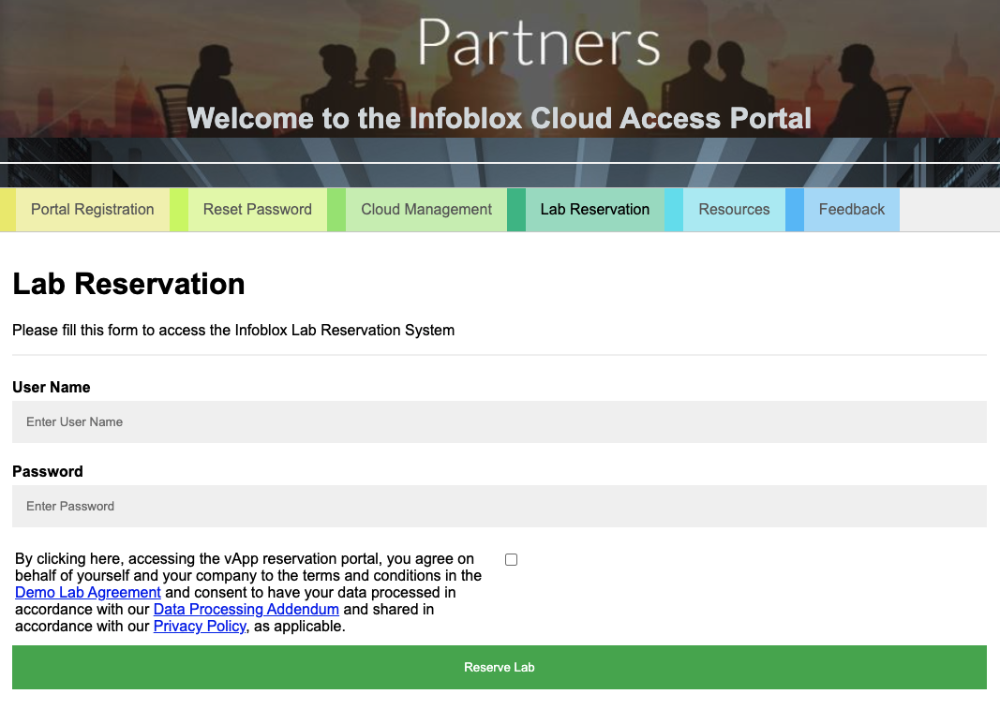 Partners
Welcome to the Infoblox Cloud Access Portal
Portal Registration Reset Password Cloud Management Lab Reservation Resources Feedback
Lab Reservation
Please fill this form to access the Infoblox Lab Reservation System
User Name
Enter User Name
Password
Enter Password
By clicking here, accessing the vApp reservation portal, you agree on
behalf of yourself and your company to the terms and conditions in the
Demo Lab Agreement and consent to have your data processed in
accordance with our Data Processing Addendum and shared in
accordance with our Privacy Policy, as applicable.
Reserve Lab